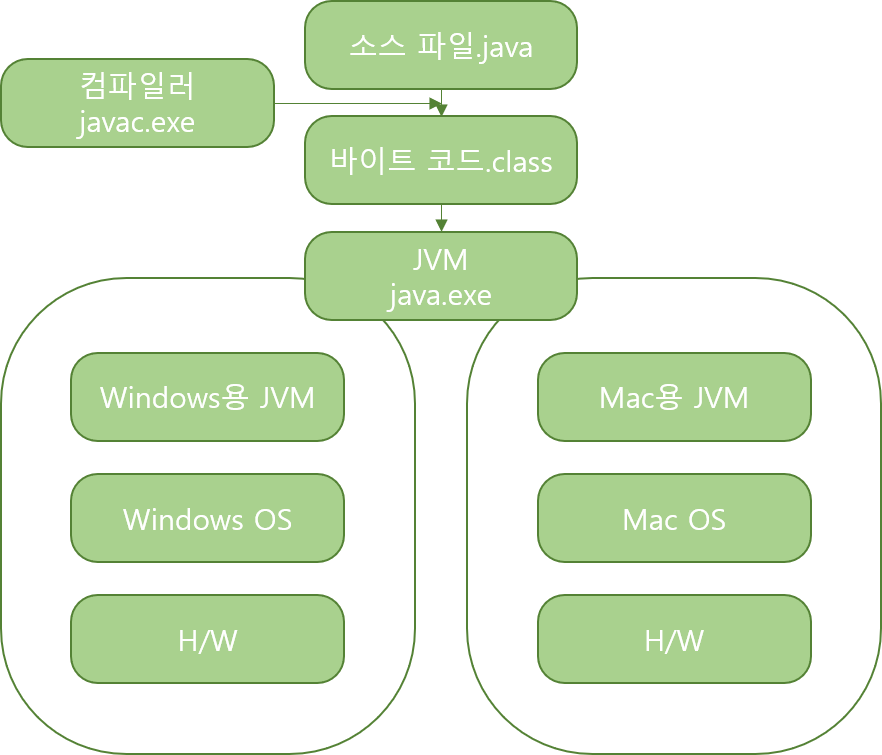 소스 파일.java
컴파일러
javac.exe
바이트 코드.class
JVM
java.exe
Windows용 JVM
Mac용 JVM
Windows OS
Mac OS
H/W
H/W